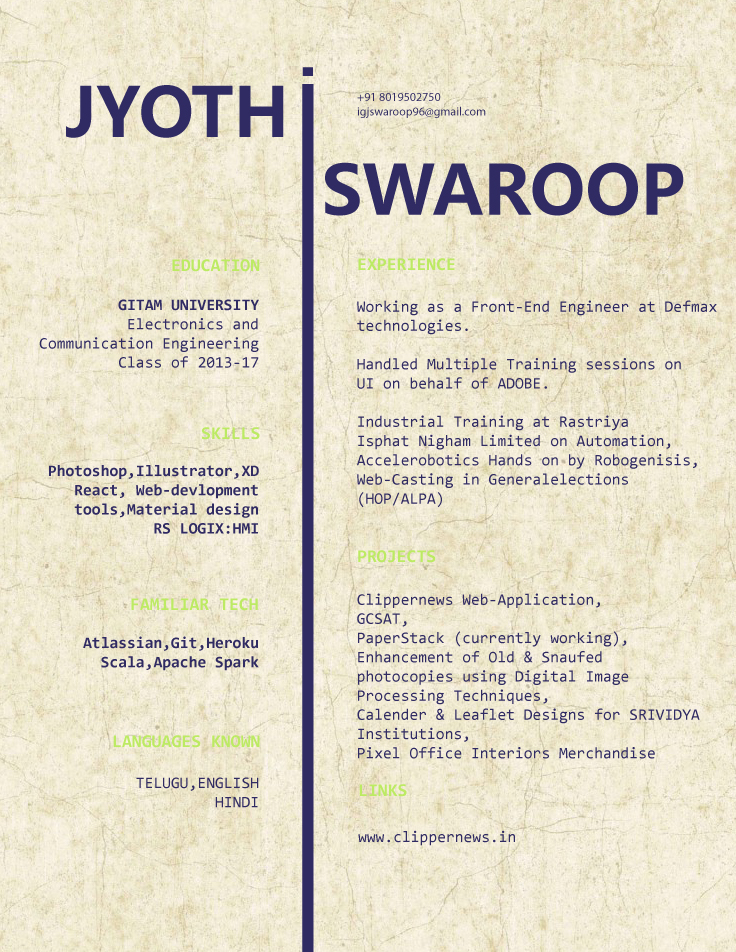 JYOTHi
+91 8019502750
igjswaroop96@gmail.com
SWAROOP
EDUCATION
GITAM UNIVERSITY
Electronics and
Communication Engineering
Class of 2013-17
SKILLS
Photoshop,Illustrator,XD
React, Web-devlopment
tools,Material design
RS LOGIX:HMI
FAMILIAR TECH
Atlassian,Git,Heroku
Scala,Apache Spark
LANGUAGES KNOWN
TELUGU,ENGLISH
HINDI
EXPERIENCE
Working as a Front-End Engineer at Defmax
technologies.
Handled Multiple Training sessions on
UI on behalf of ADOBE.
Industrial Training at Rastriya
Isphat Nigham Limited on Automation,
Accelerobotics Hands on by Robogenisis,
Web-Casting in Generalelections
(HOP/ALPA)
PROJECTS
Clippernews Web-Application,
GCSAT,
PaperStack (currently working),
Enhancement of Old & Snaufed
photocopies using Digital Image
Processing Techniques,
Calender & Leaflet Designs for SRIVIDYA
Institutions,
Pixel Office Interiors Merchandise
LINKS
www.clippernews.in